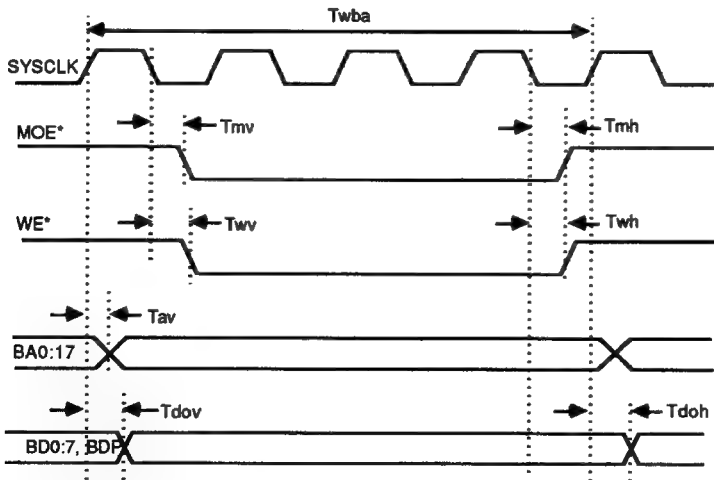 Twba
SYSCLK
MOE*
Tmv
Tmh
WE*
Twv
Twh
Tav
BA0:17
Tdov
Tdoh
BD0:7, BDP